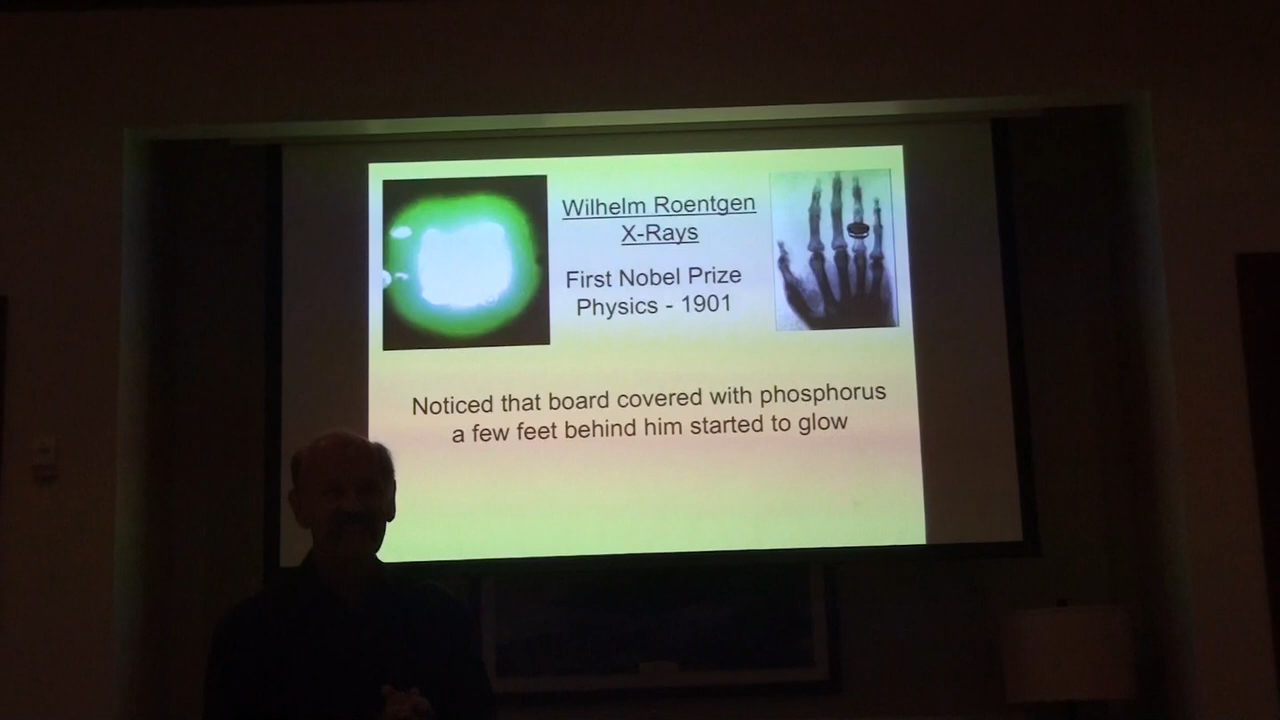 Wilhelm Roentgen
X-Rays
First Nobel Prize
Physics - 1901
Noticed that board covered with phosphorus
a few feet behind him started to glow